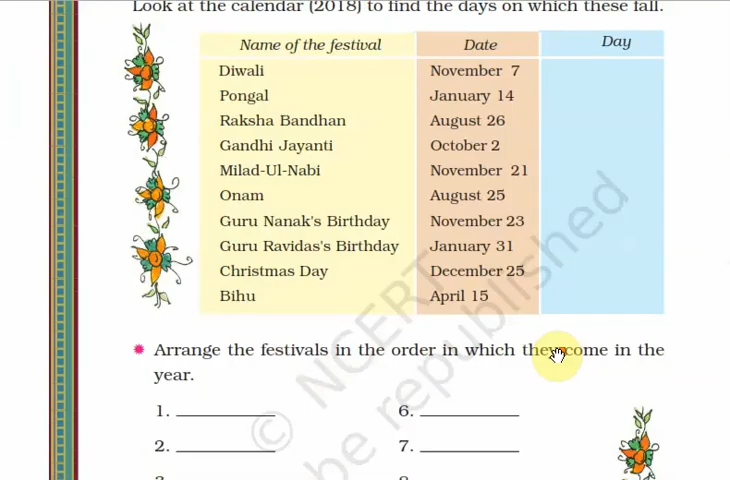 Look at the calendar (2018) to find the days on which these fall.
Name of the festival Date Day
Diwali November 7
Pongal January 14
Raksha Bandhan August 26
Gandhi Jayanti October 2
Milad-Ul-Nabi November 21
Onam August 25
Guru Nanak's Birthday November 23
Guru Ravidas's Birthday January 31
Christmas Day December 25
Bihu April 15
Arrange the festivals in the order in which they come in the
year.
1. 6.
2. 7.
© NCERT
be republished